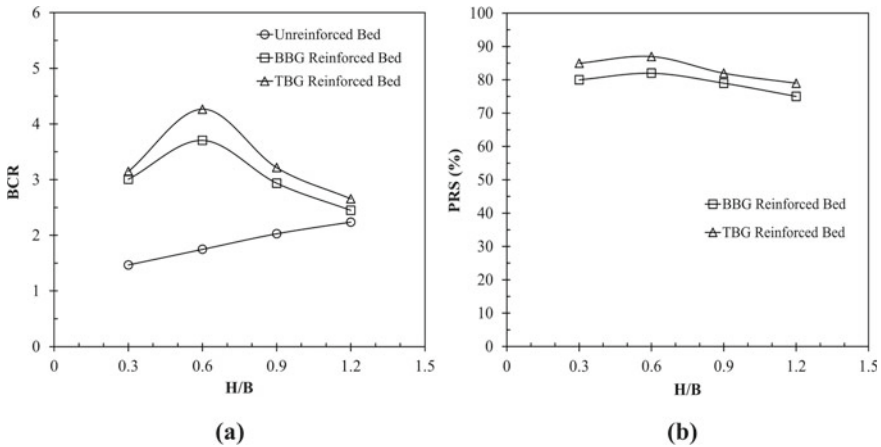 6
5
4
3
2
1
0
BCR
Unreinforced Bed
BBG Reinforced Bed
TBG Reinforced Bed
0 0.3 0.6 0.9 1.2 1.5
H/B
(a)
100
90
80
70
60
50
40
30
20
10
0
PRS (%)
BBG Reinforced Bed
TBG Reinforced Bed
0 0.3 0.6 0.9 1.2 1.5
H/B
(b)